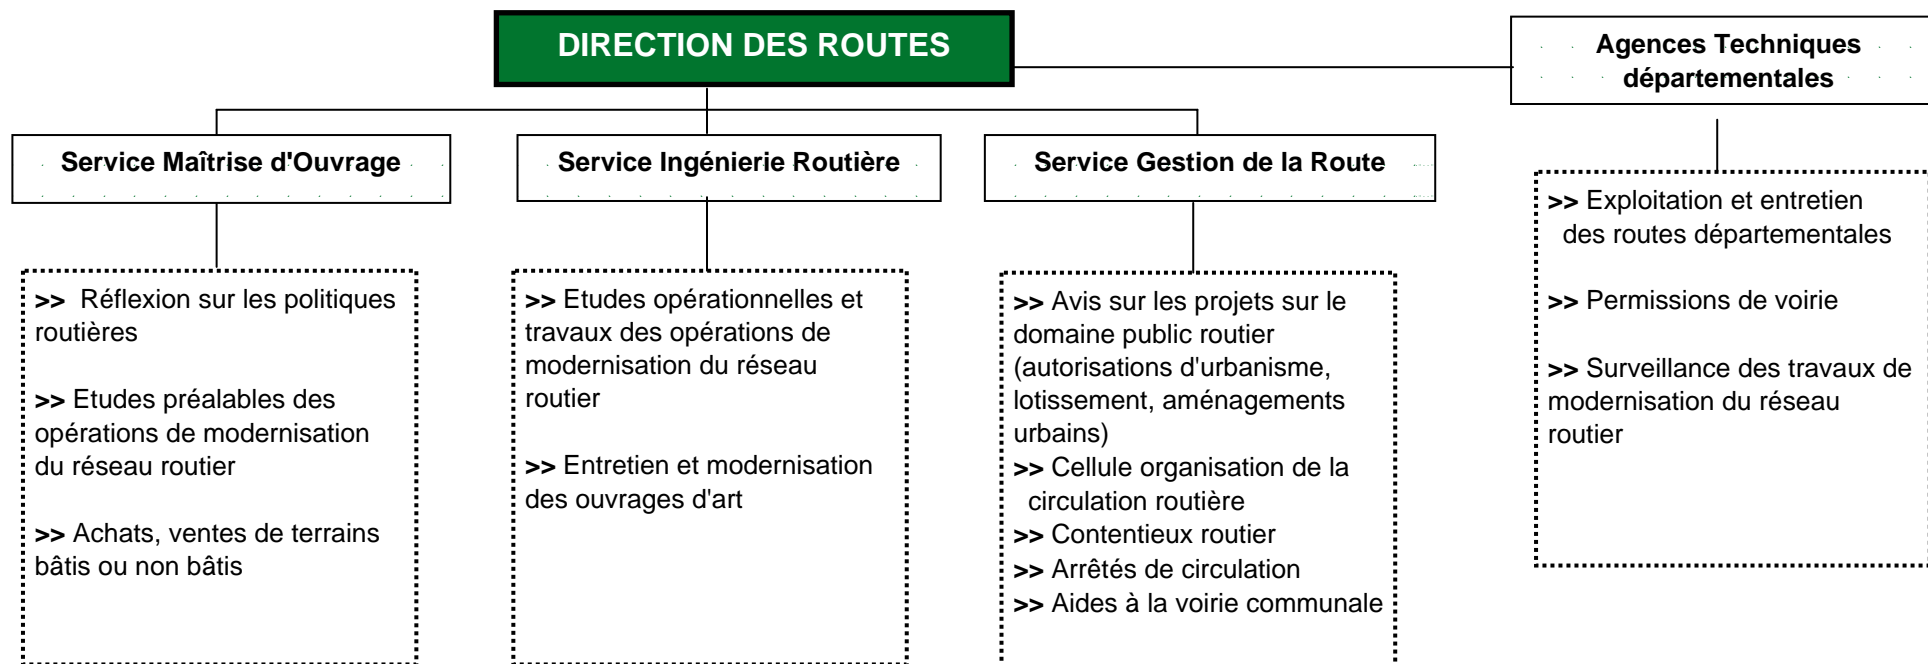 DIRECTION DES ROUTES
Agences Techniques
départementales
Service Maîtrise d'Ouvrage
>> Réflexion sur les politiques
routières
>> Etudes préalables des
opérations de modernisation
du réseau routier
>> Achats, ventes de terrains
bâtis ou non bâtis
Service Ingénierie Routière
>> Etudes opérationnelles et
travaux des opérations de
modernisation du réseau
routier
>> Entretien et modernisation
des ouvrages d'art
Service Gestion de la Route
>> Avis sur les projets sur le
domaine public routier
(autorisations d'urbanisme,
lotissement, aménagements
urbains)
>> Cellule organisation de la
circulation routière
>> Contentieux routier
>> Arrêtés de circulation
>> Aides à la voirie communale
>> Exploitation et entretien
des routes départementales
>> Permissions de voirie
>> Surveillance des travaux de
modernisation du réseau
routier